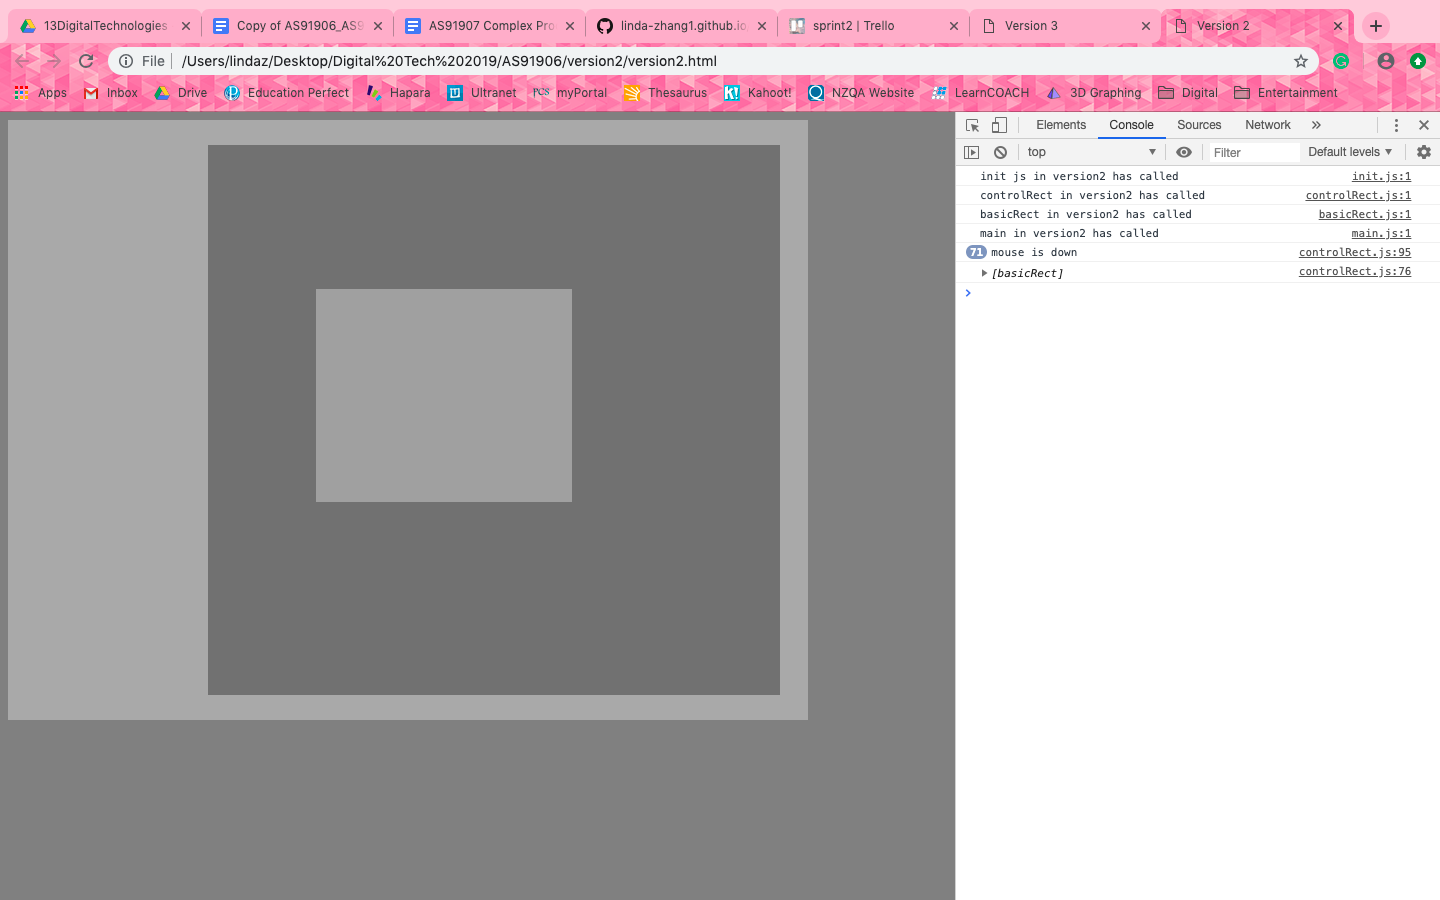 13DigitalTechnologies
Copy of AS91906_AS9
AS91907 Complex Pro
linda-zhang1.github.io
sprint2 | Trello
Version 3
Version 2
File
/Users/lindaz/Desktop/Digital%20Tech%202019/AS91906/version2/version2.html
Apps
Inbox
Drive
Education Perfect
Hapara
Ultranet
PCS
myPortal
Thesaurus
K!
Kahoot!
NZQA Website
LearnCOACH
3D Graphing
Digital
Entertainment
Elements
Console
Sources
Network
top
Filter
Default levels
init js in version2 has called init.js:1
controlRect in version2 has called controlRect.js:1
basicRect in version2 has called basicRect.js:1
main in version2 has called main.js:1
71 mouse is down controlRect.js:95
[basicRect] controlRect.js:76